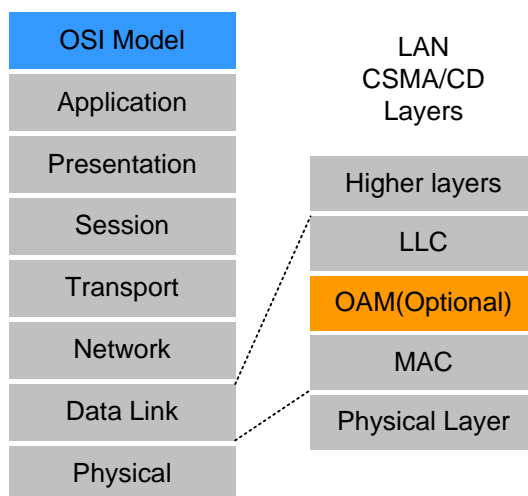 OSI Model
Application
Presentation
Session
Transport
Network
Data Link
Physical
LAN
CSMA/CD
Layers
Higher layers
LLC
OAM(Optional)
MAC
Physical Layer